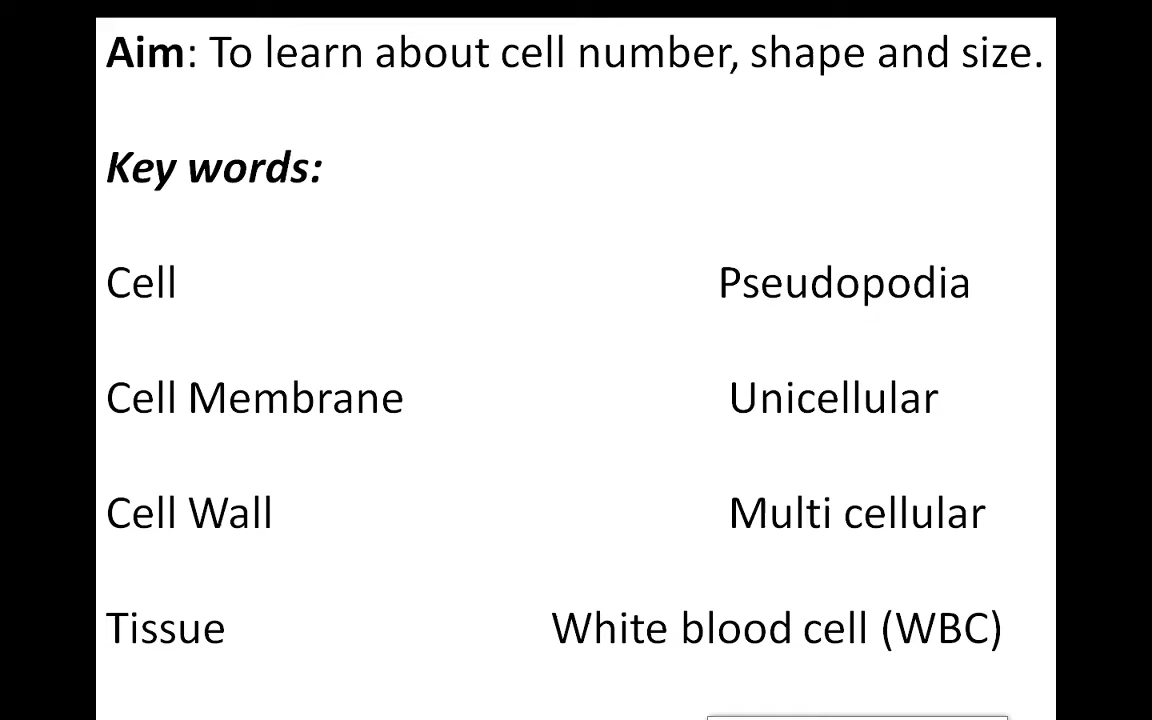 Aim: To learn about cell number, shape and size.
Key words:
Cell Pseudopodia
Cell Membrane Unicellular
Cell Wall Multi cellular
Tissue White blood cell (WBC)